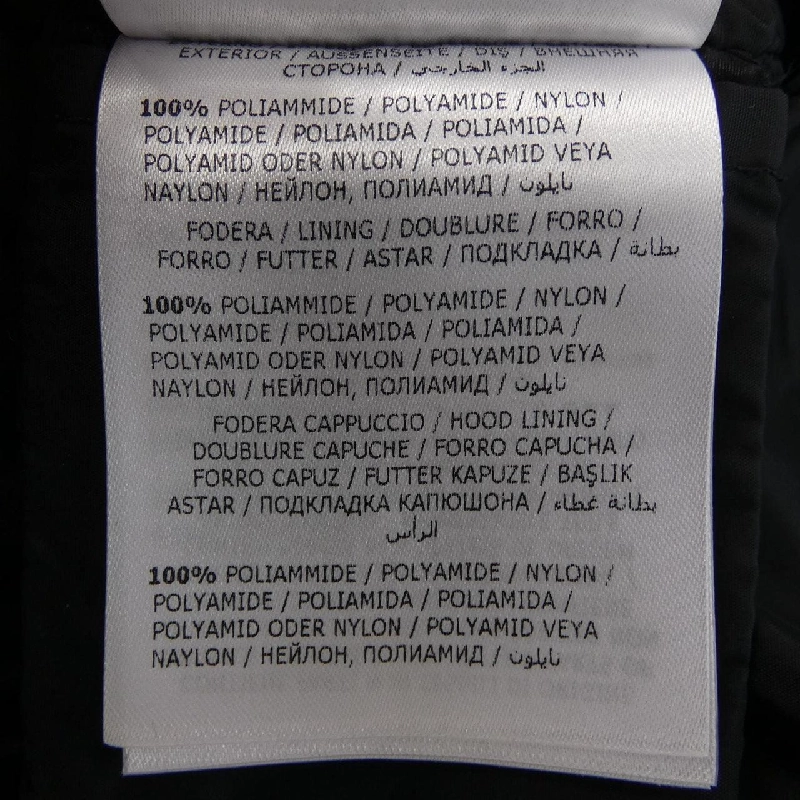 EXTERIOR / AUSSENSEITE / DIŞ / ВНЕШНЯЯ
СТОРОНА / الجزء الخارجي
100% POLIAMMIDE / POLYAMIDE / NYLON /
POLYAMIDE / POLIAMIDA / POLIAMIDA /
POLYAMID ODER NYLON / POLYAMID VEYA
NAYLON / НЕЙЛОН, ПОЛИАМИД / نايلون
FODERA / LINING / DOUBLURE / FORRO /
FORRO / FUTTER / ASTAR / ПОДКЛАДКА / بطانة
100% POLIAMMIDE / POLYAMIDE / NYLON /
POLYAMIDE / POLIAMIDA / POLIAMIDA /
POLYAMID ODER NYLON / POLYAMID VEYA
NAYLON / НЕЙЛОН, ПОЛИАМИД / نايلون
FODERA CAPPUCCIO / HOOD LINING /
DOUBLURE CAPUCHE / FORRO CAPUCHA /
FORRO CAPUZ / FUTTER KAPUZE / BAŞLIK
ASTAR / ПОДКЛАДКА КАПЮШОНА / بطانة غطاء
الرأس
100% POLIAMMIDE / POLYAMIDE / NYLON /
POLYAMIDE / POLIAMIDA / POLIAMIDA /
POLYAMID ODER NYLON / POLYAMID VEYA
NAYLON / НЕЙЛОН, ПОЛИАМИД / نايلون